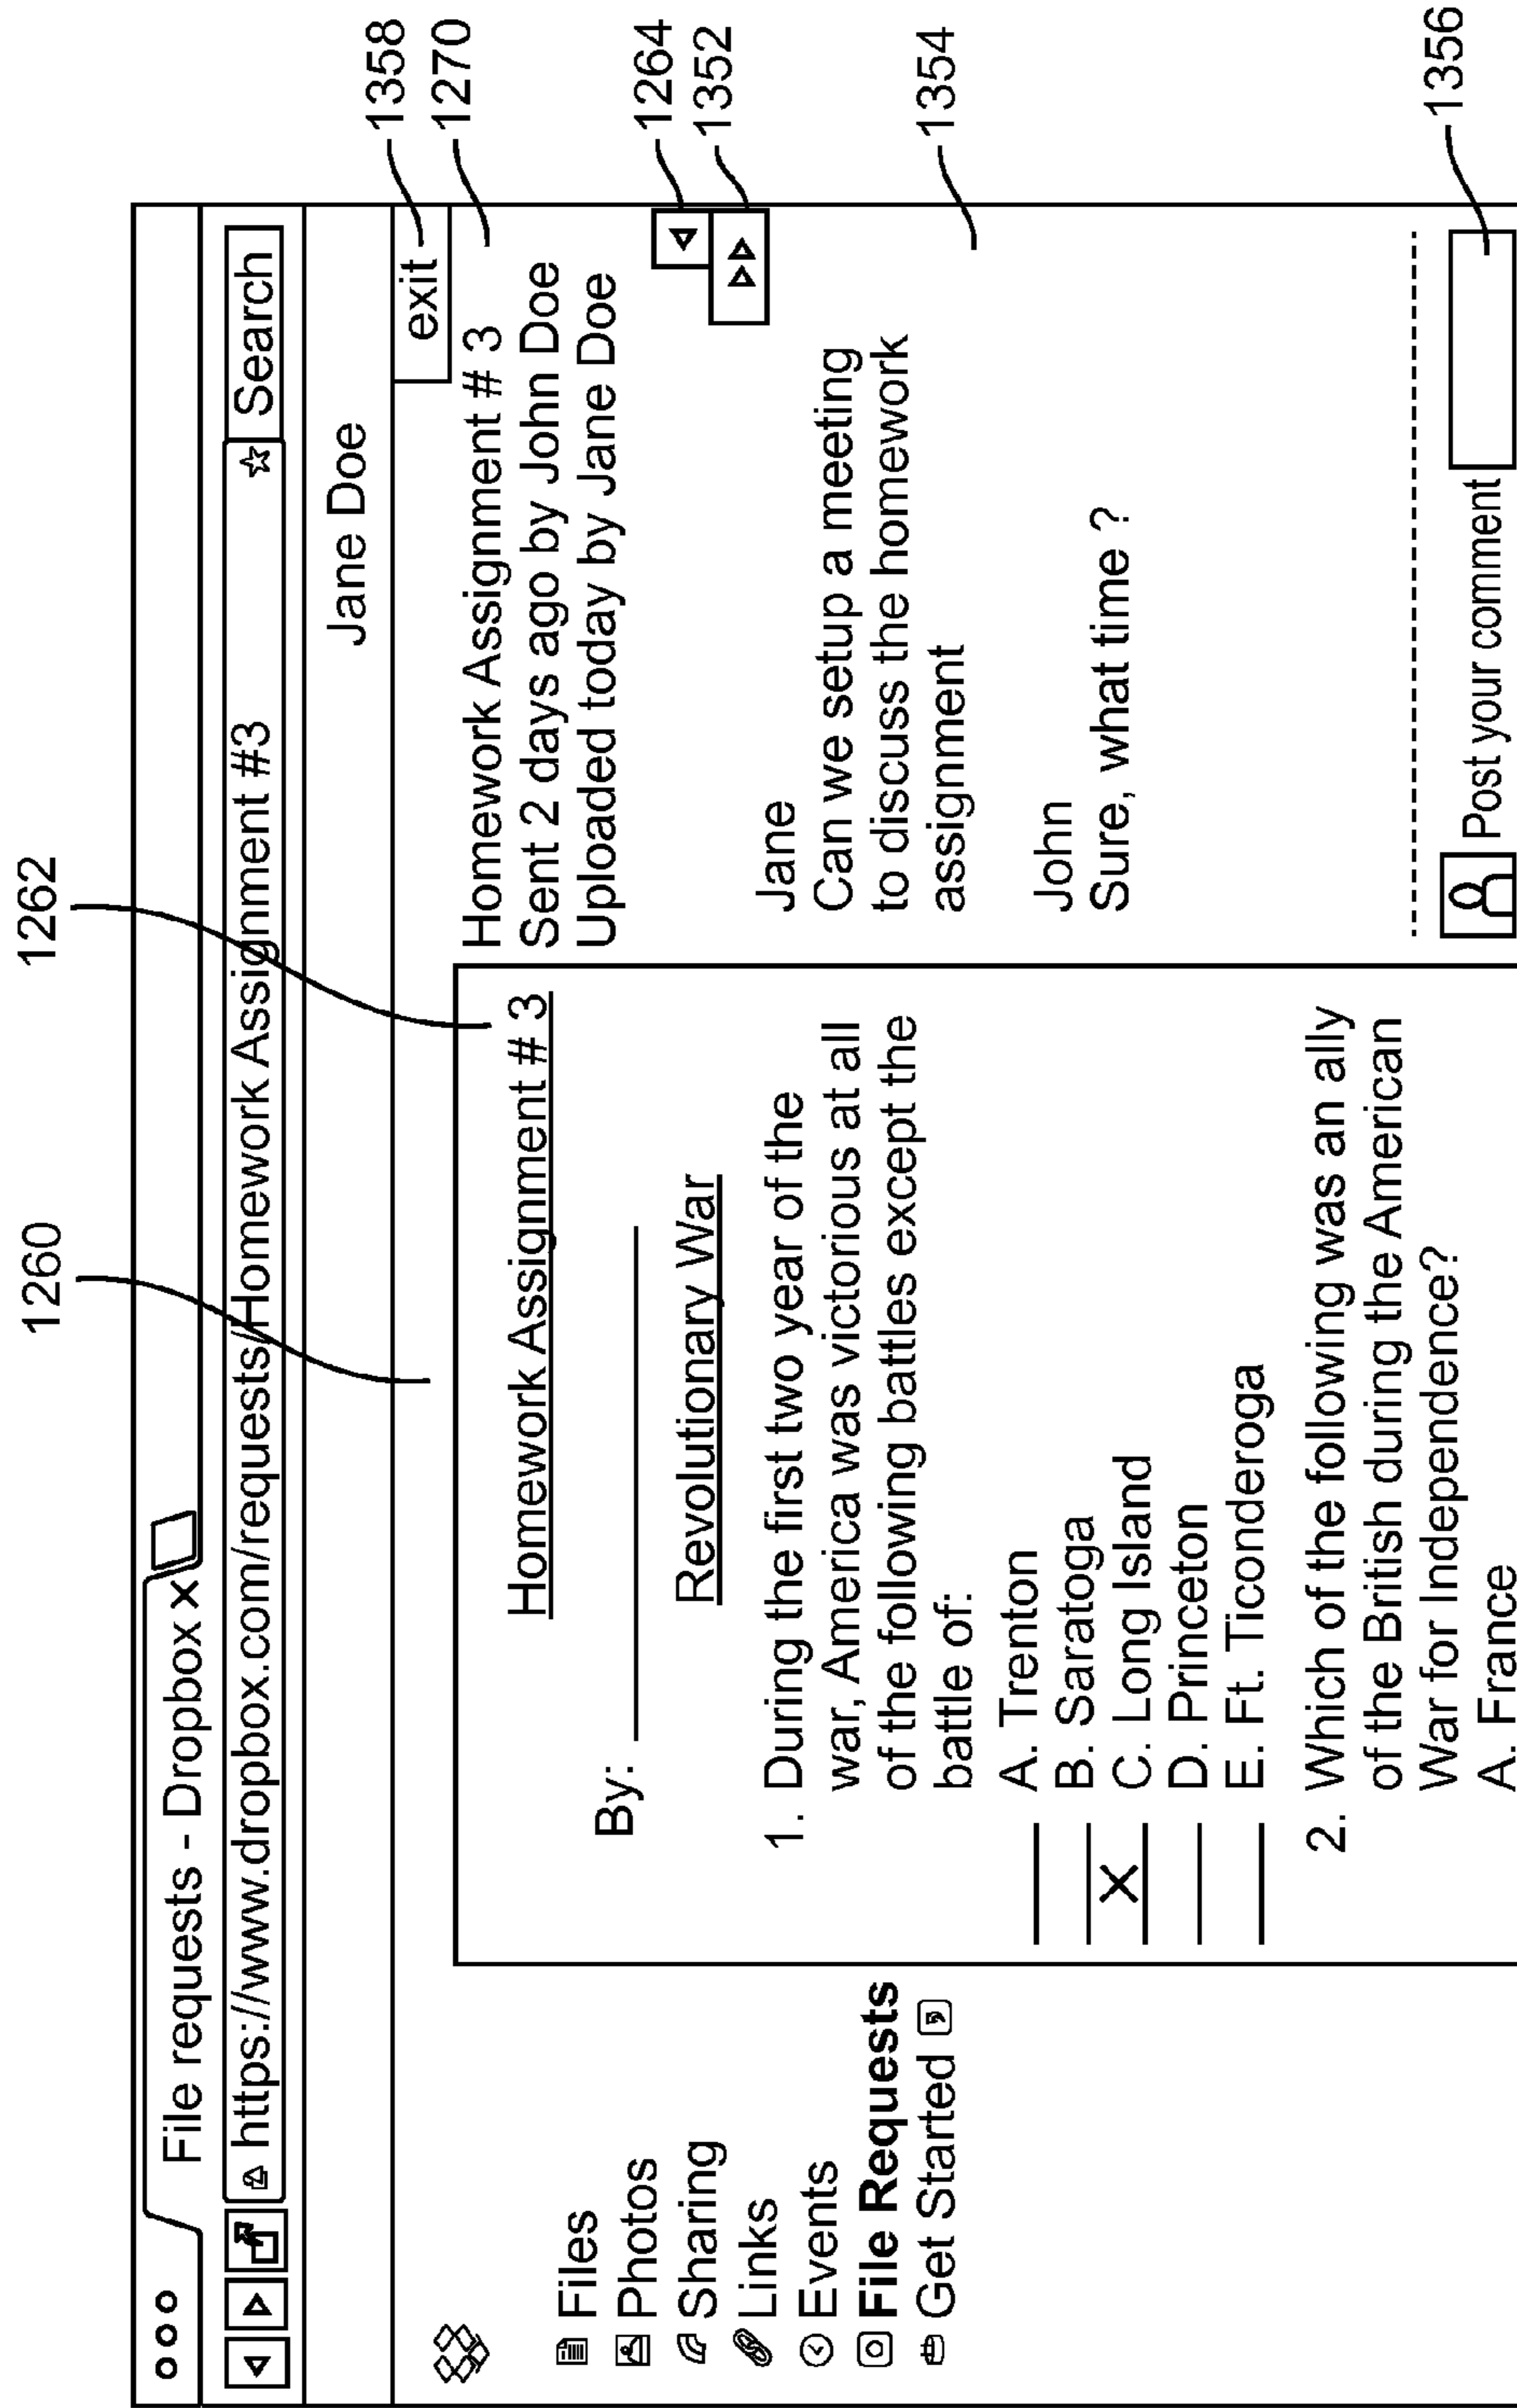 1260
1262
File requests - Dropbox X
https://www.dropbox.com/requests/Homework Assignment #3
Search
Jane Doe
exit
1358
1270
Files
Photos
Sharing
Links
Events
File Requests
Get Started
Homework Assignment # 3
By:
Revolutionary War
1. During the first two year of the
war, America was victorious at all
of the following battles except the
battle of:
A. Trenton
B. Saratoga
X C. Long Island
D. Princeton
E. Ft. Ticonderoga
2. Which of the following was an ally
of the British during the American
War for Independence?
A. France
Homework Assignment # 3
Sent 2 days ago by John Doe
Uploaded today by Jane Doe
1264
1352
Jane
Can we setup a meeting
to discuss the homework
assignment
1354
John
Sure, what time ?
Post your comment
1356